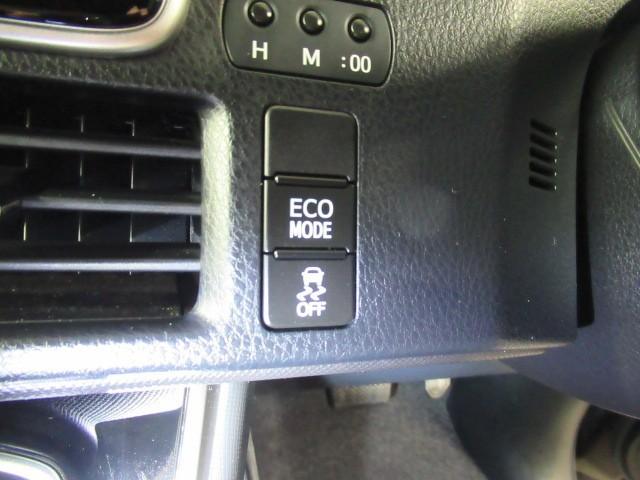 H M :00
ECO
MODE
OFF